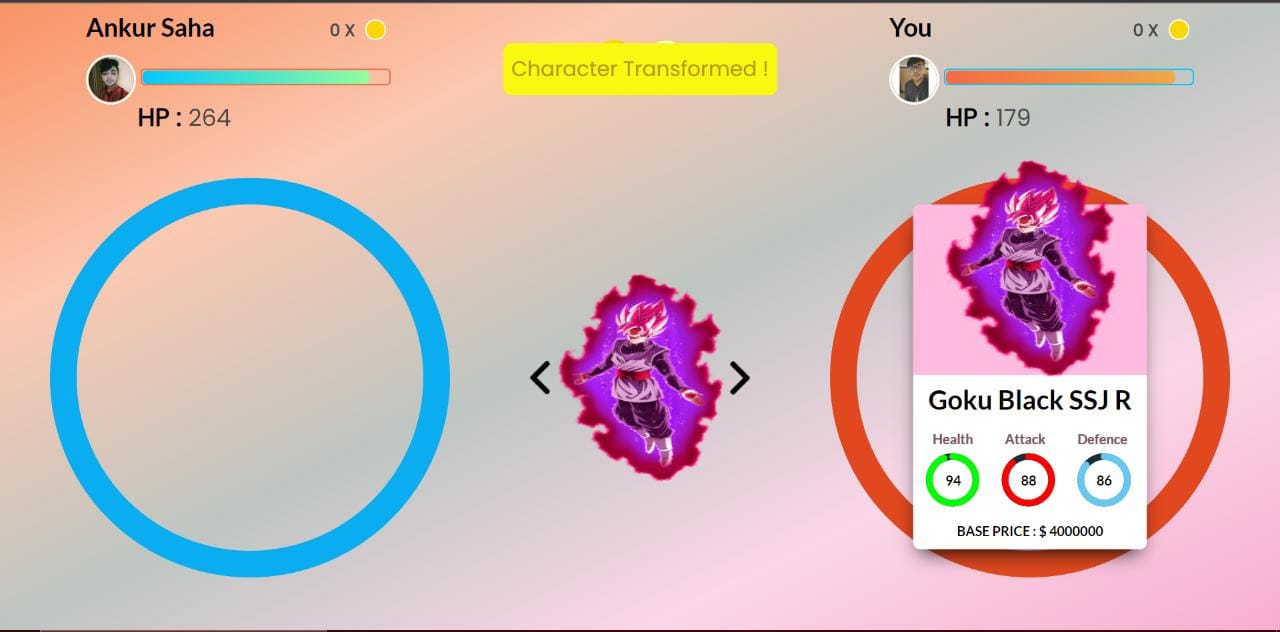 Ankur Saha
0 X
HP : 264
Character Transformed !
You
0 X
HP : 179
Goku Black SSJ R
Health Attack Defence
94 88 86
BASE PRICE : $ 4000000